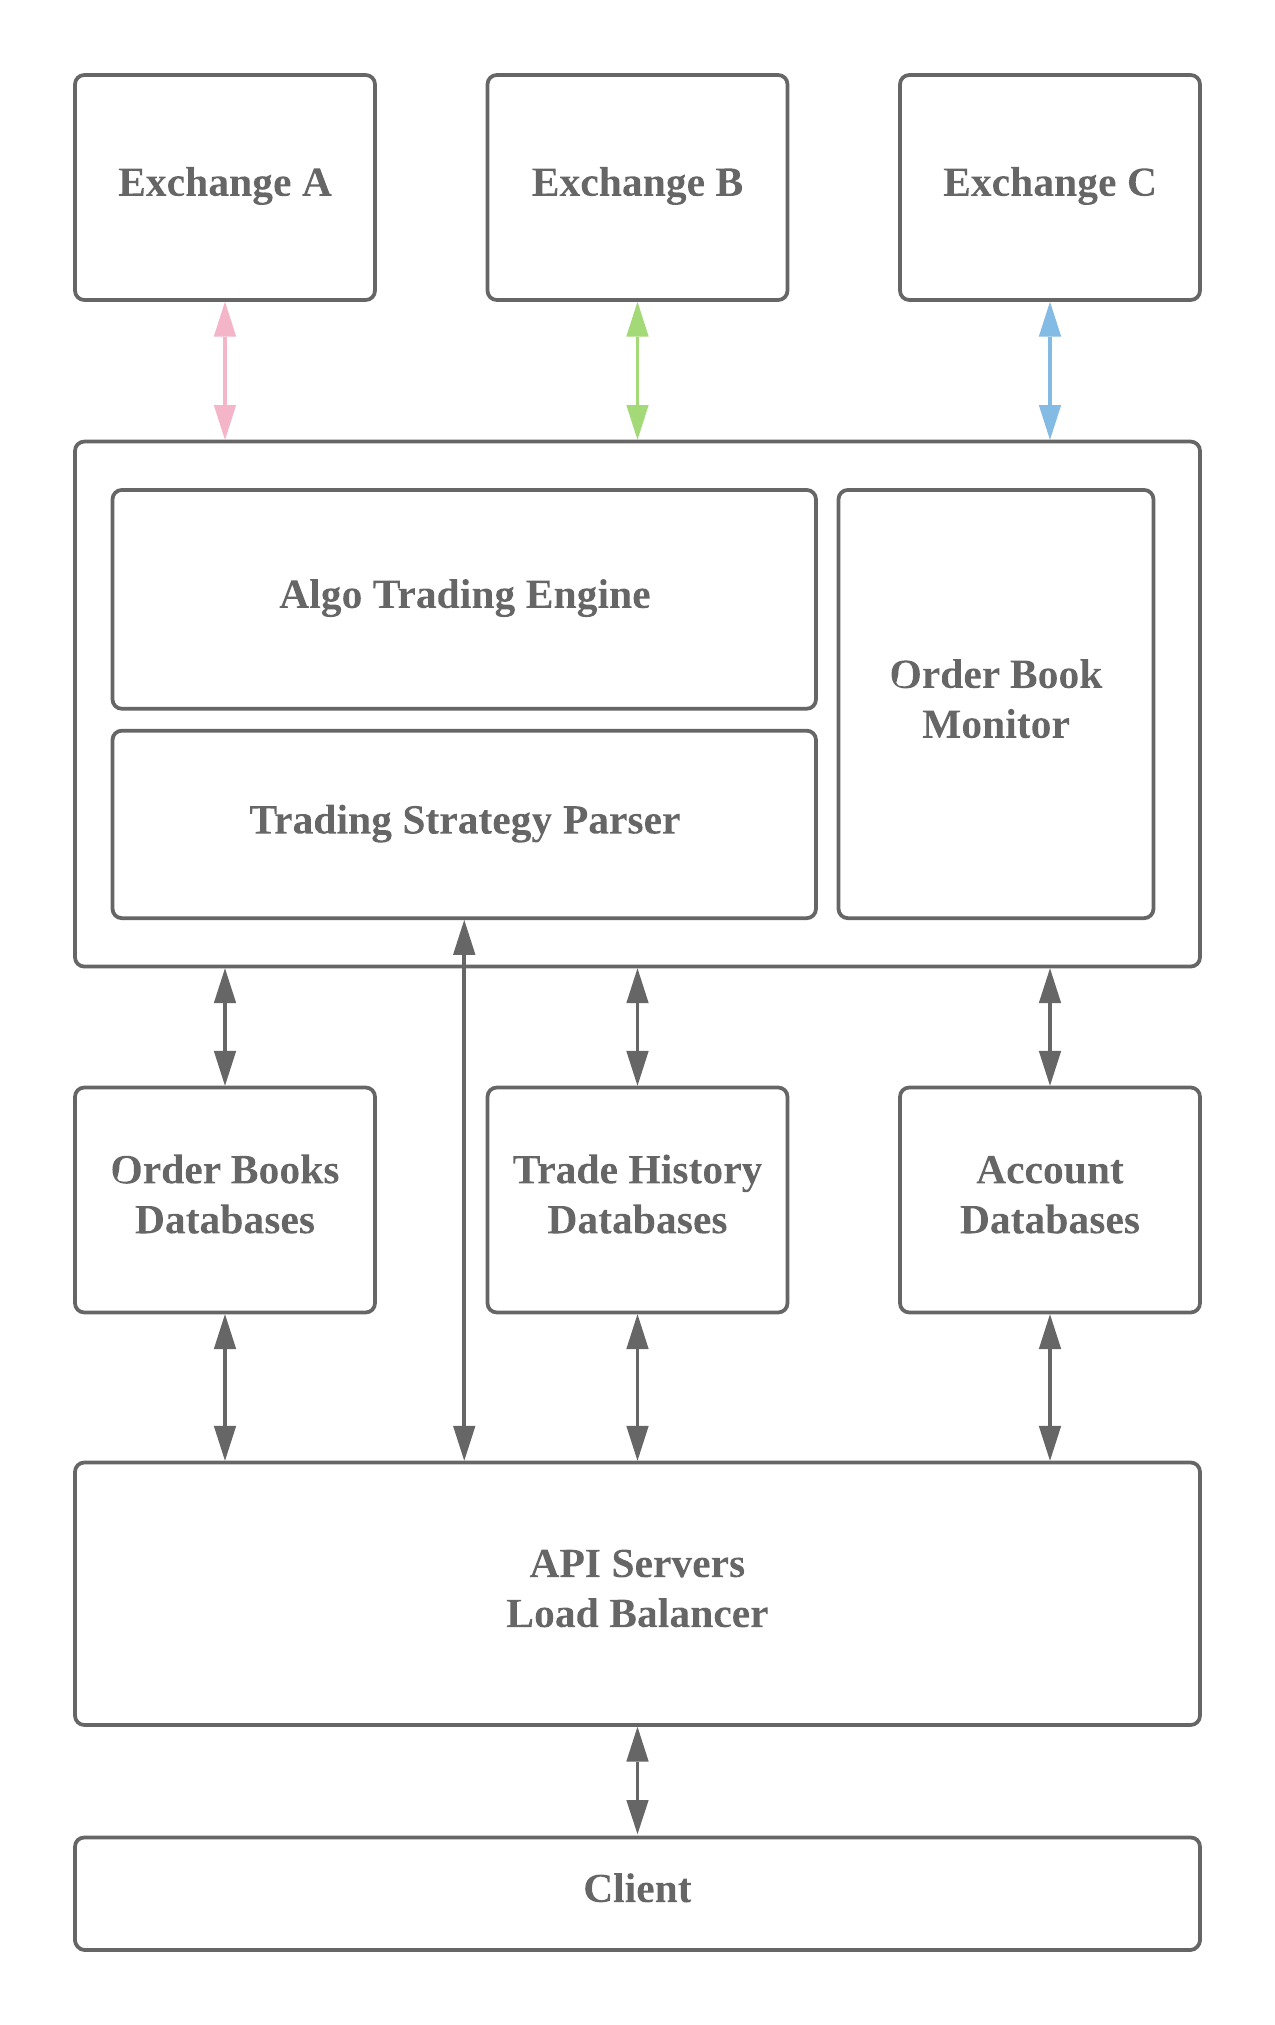 Exchange A
Exchange B
Exchange C
Algo Trading Engine
Order Book
Monitor
Trading Strategy Parser
Order Books
Databases
Trade History
Databases
Account
Databases
API Servers
Load Balancer
Client